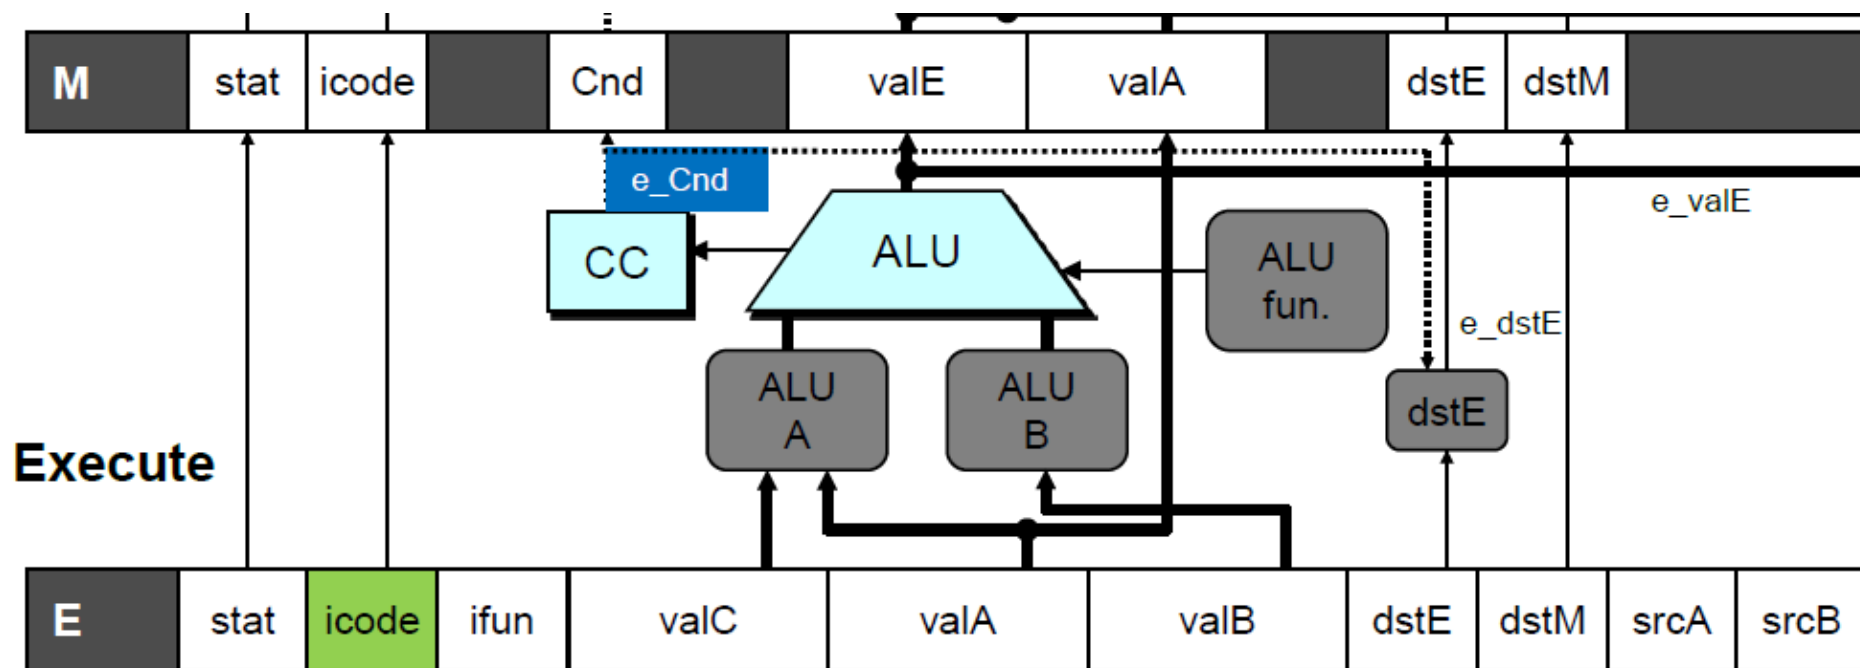 M stat icode Cnd valE valA dstE dstM
e_Cnd
e_valE
CC
ALU
ALU
fun.
e_dstE
ALU
A
ALU
B
dstE
Execute
E stat icode ifun valC valA valB dstE dstM srcA srcB